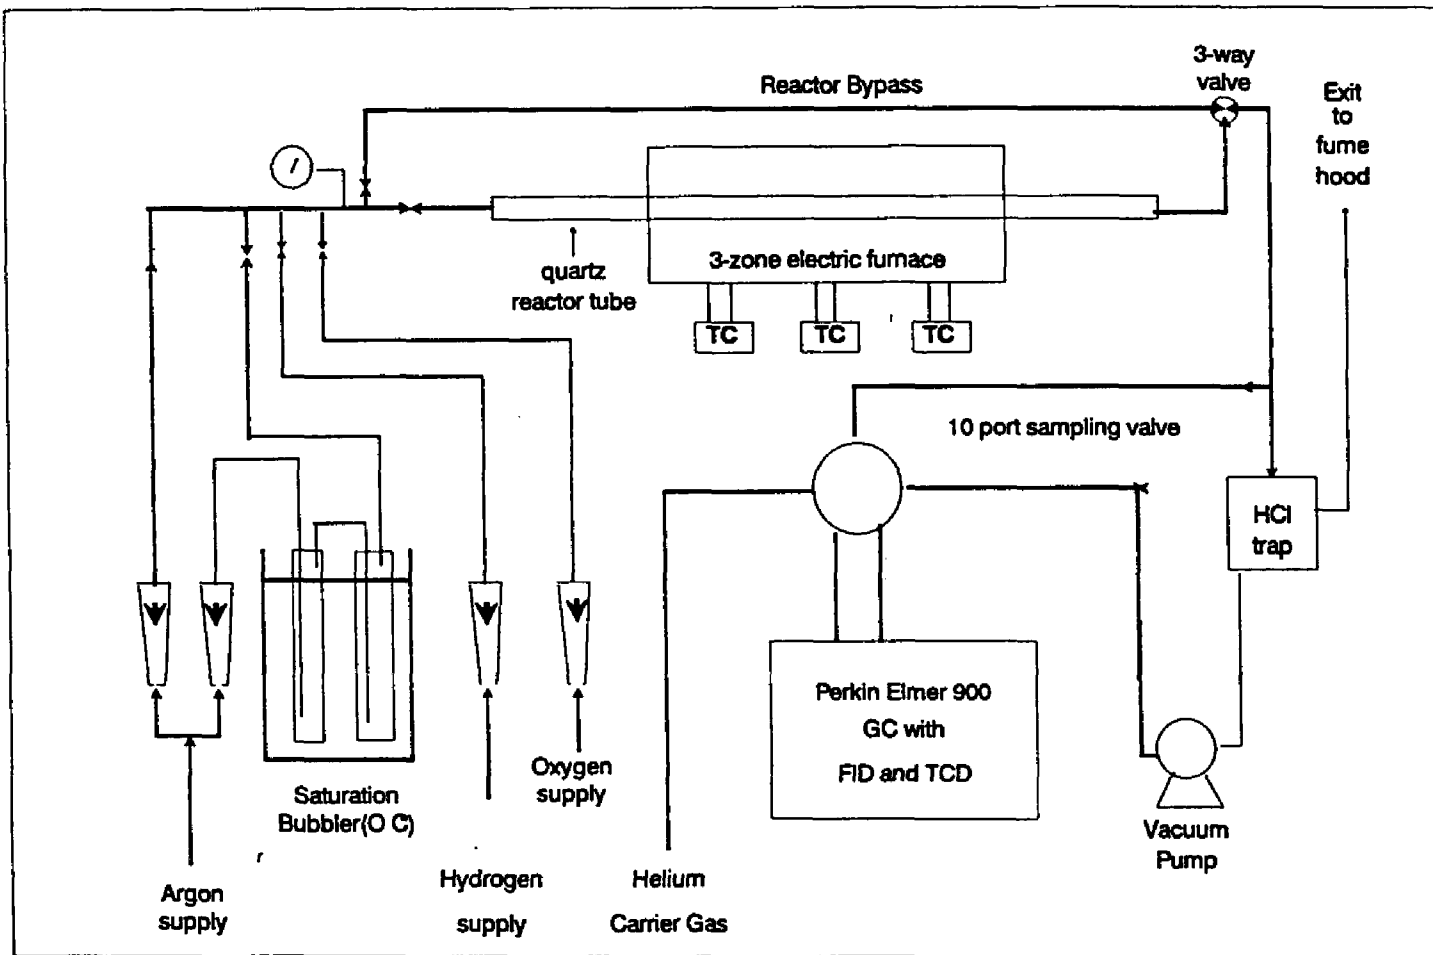 Reactor Bypass
3-way
valve
Exit
to
fume
hood
3-zone electric furnace
quartz
reactor tube
TC
TC
TC
10 port sampling valve
HCl
trap
Perkin Elmer 900
GC with
FID and TCD
Oxygen
supply
Saturation
Bubbler(O C)
Vacuum
Pump
Argon
supply
Hydrogen
supply
Helium
Carrier Gas